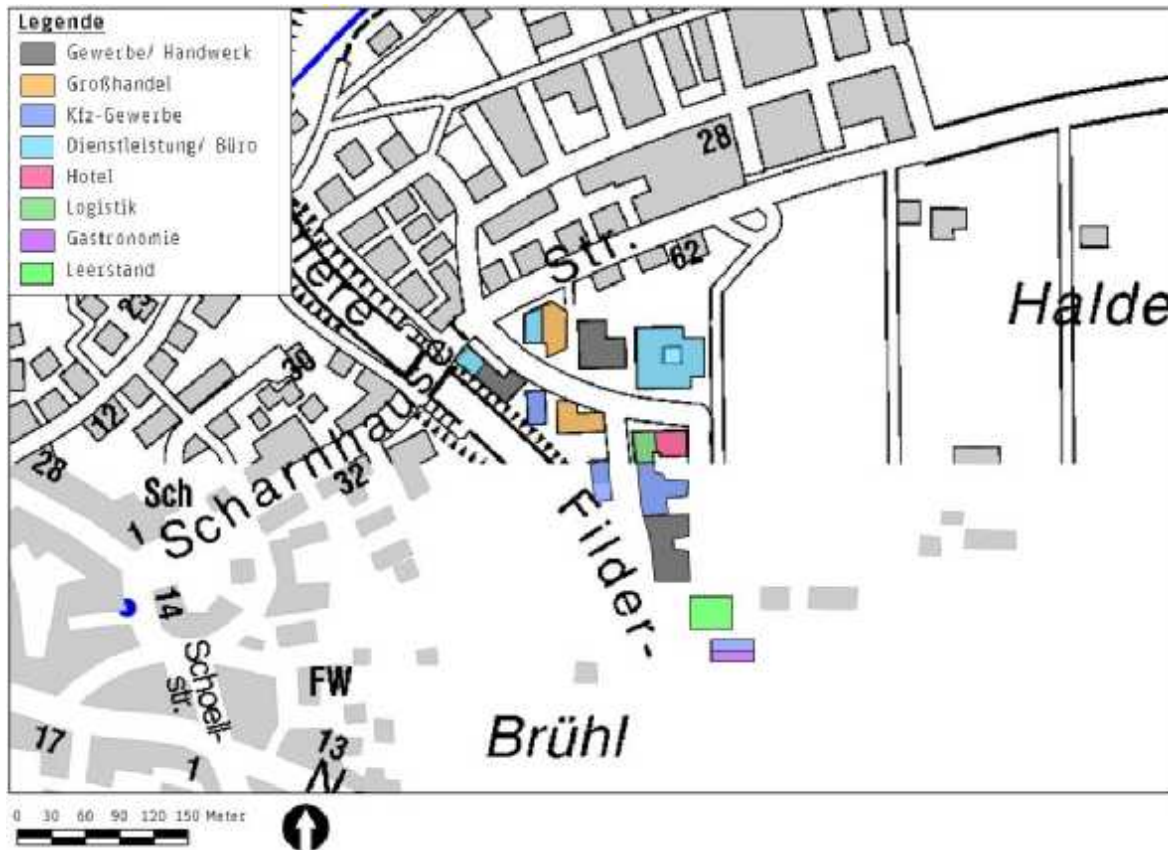 Legende
Gewerbe/ Handwerk
Großhandel
Kfz-Gewerbe
Dienstleistung/ Büro
Hotel
Logistik
Gastronomie
Leerstand
28
Str.
62
Halde
30
12
28
32
Sch
1
Scharnhauser
Filder-
14
Schoell-
str.
FW
Brühl
17
13
1
N
0 30 60 90 120 150 Meter